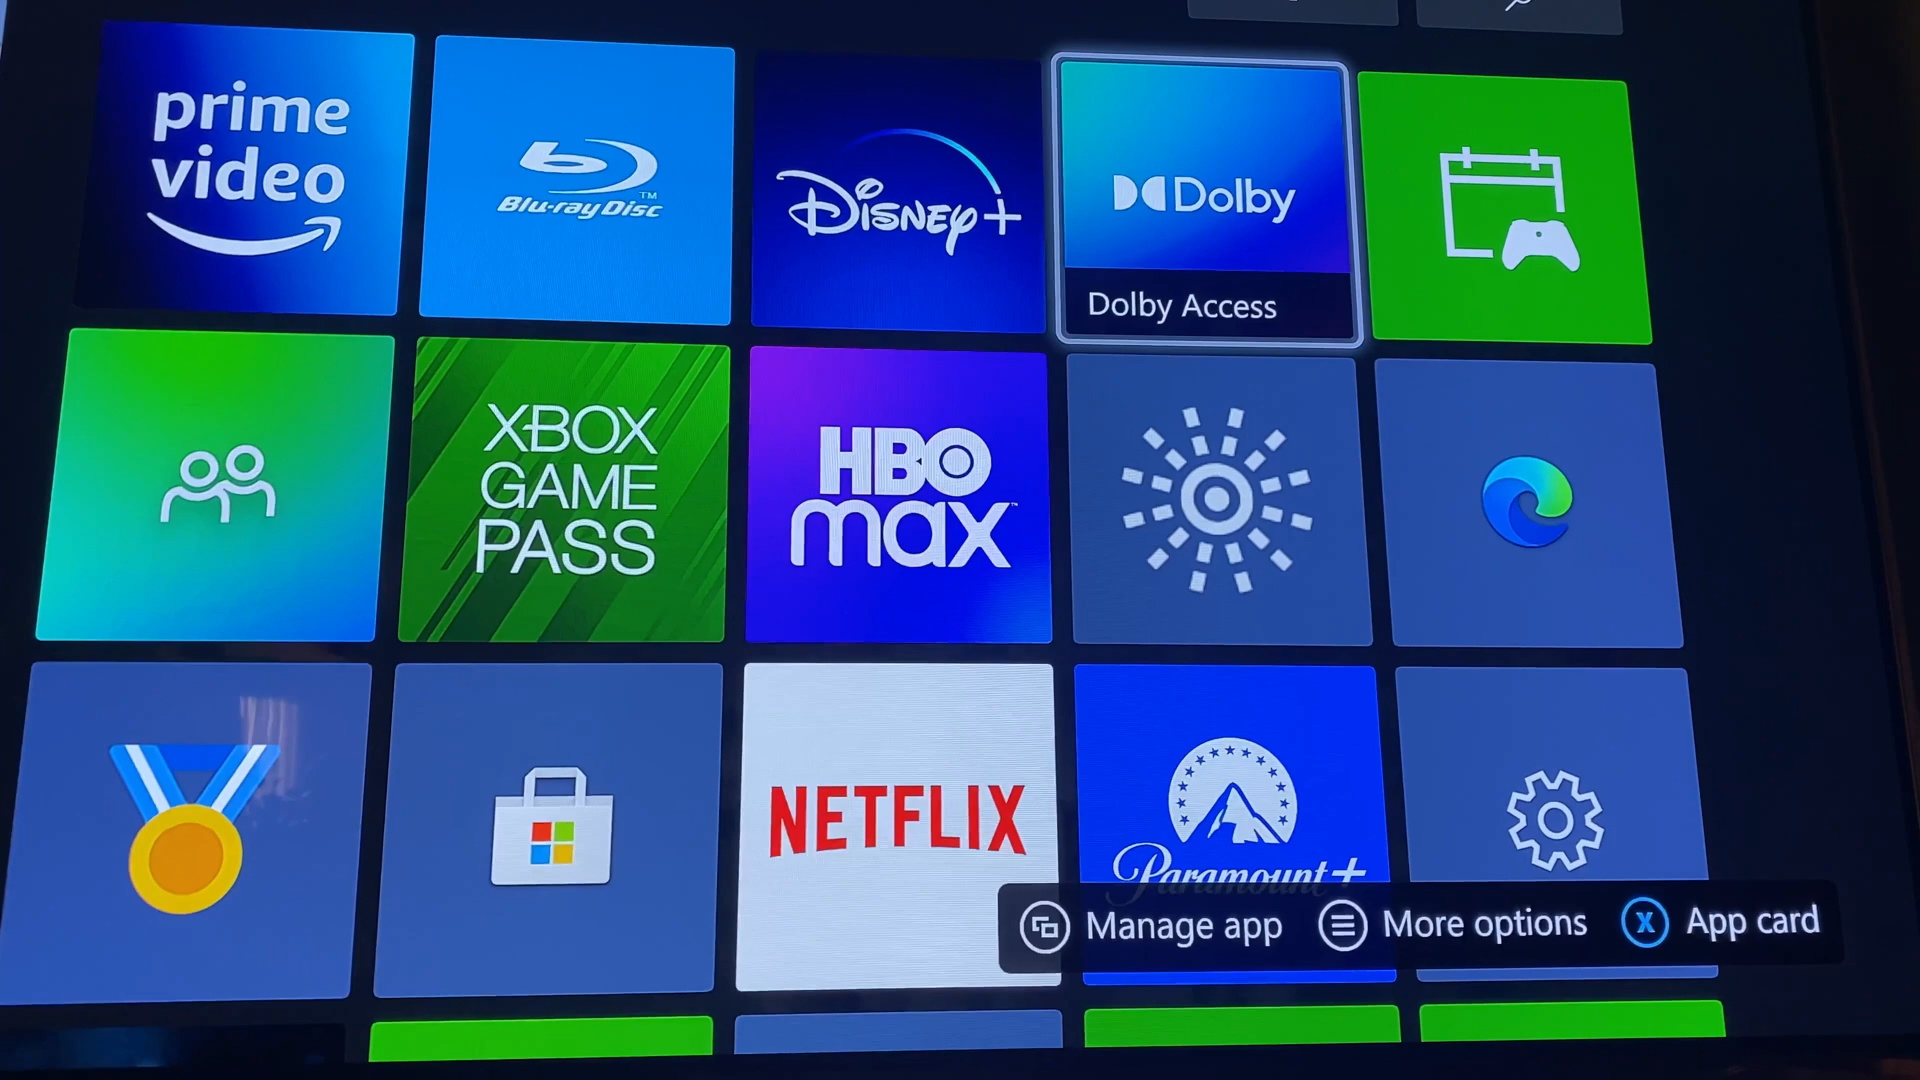 prime
video
Blu-ray Disc
TM
Disney+
Dolby
Dolby Access
XBOX
GAME
PASS
HBO
max
NETFLIX
Paramount+
Manage app
More options
X
App card